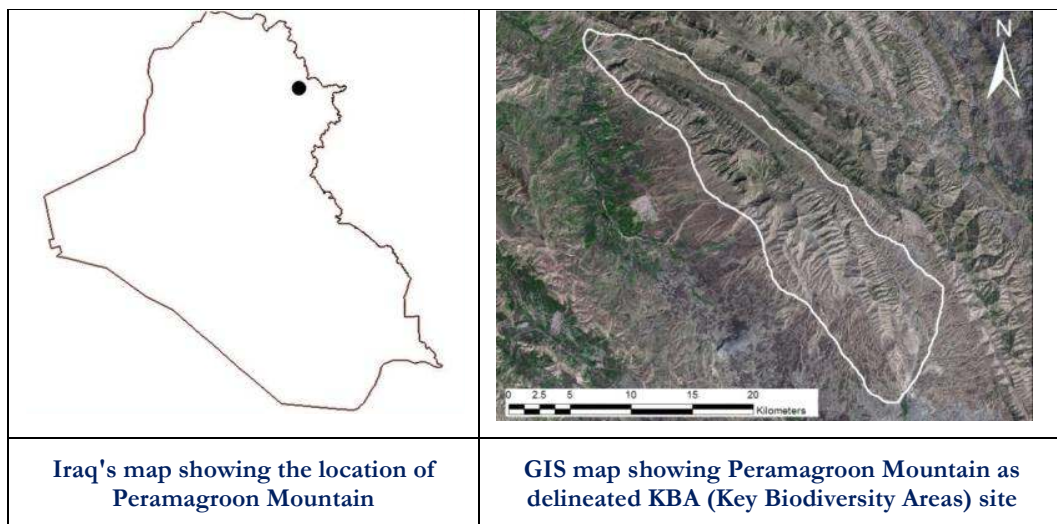 N
0 2.5 5 10 15 20
Kilometers
Iraq's map showing the location of
Peramagroon Mountain
GIS map showing Peramagroon Mountain as
delineated KBA (Key Biodiversity Areas) site